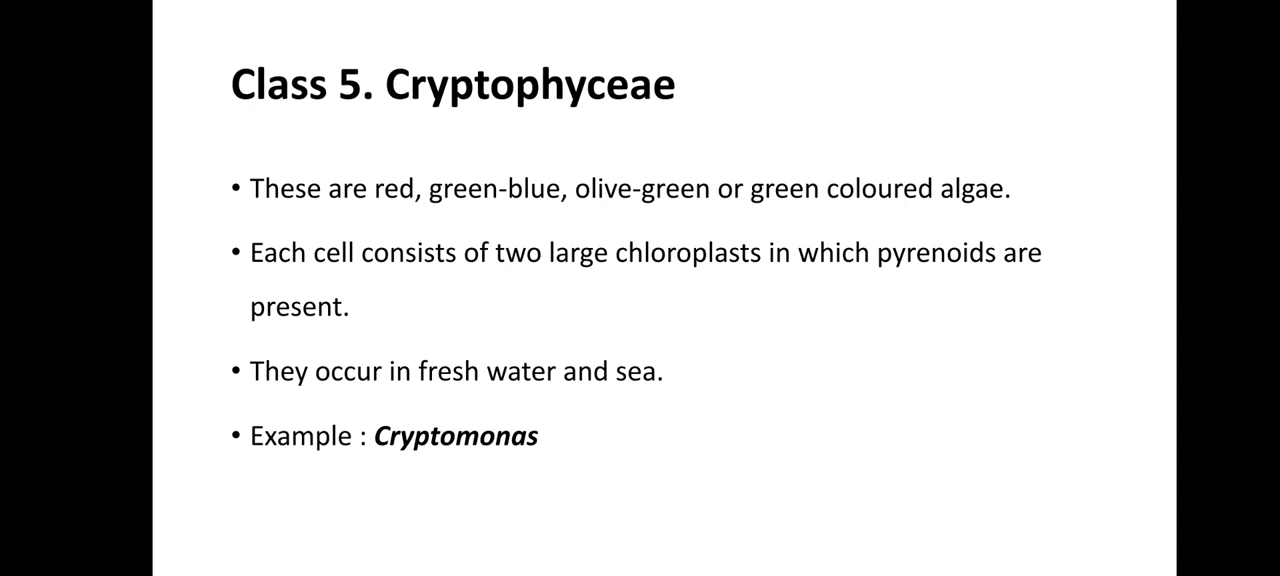 Class 5. Cryptophyceae
• These are red, green-blue, olive-green or green coloured algae.
• Each cell consists of two large chloroplasts in which pyrenoids are
present.
• They occur in fresh water and sea.
• Example : Cryptomonas